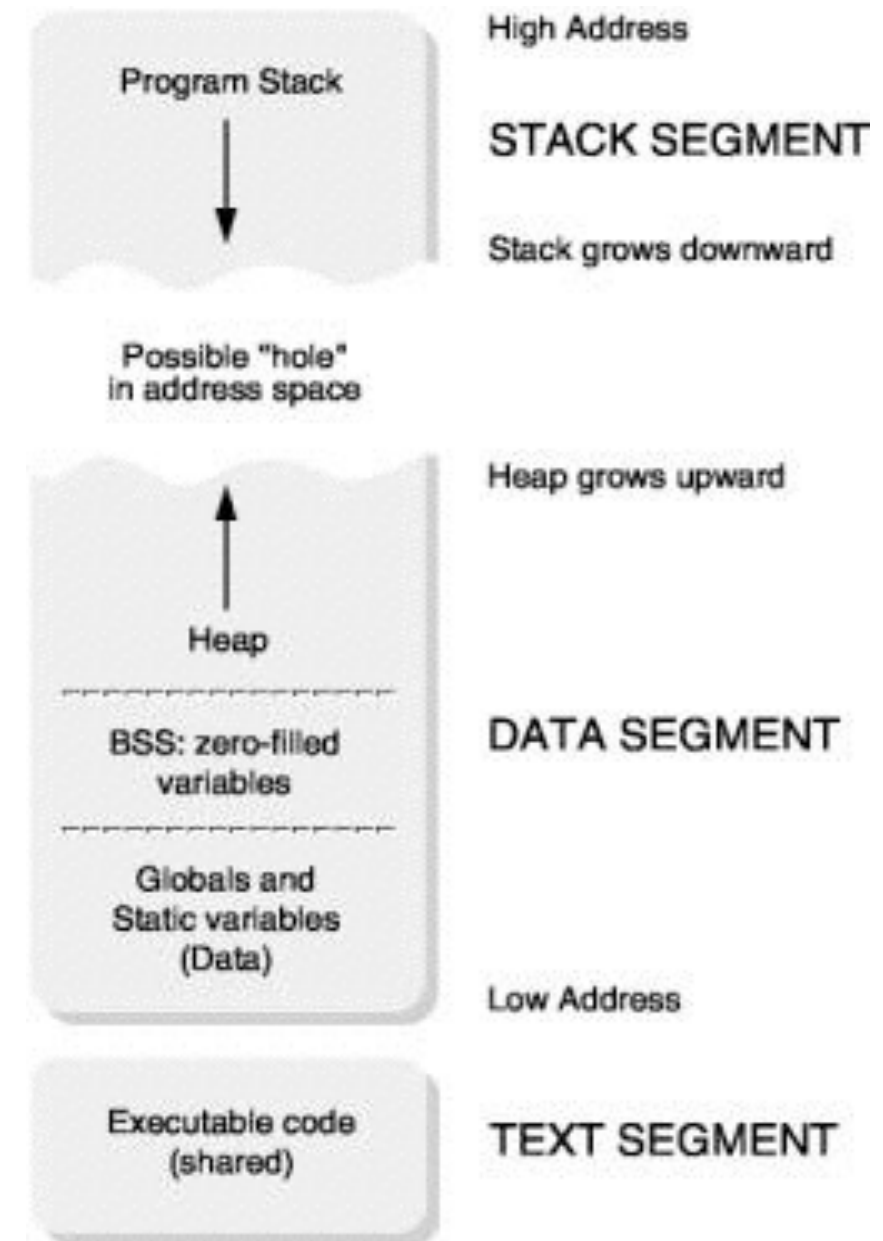 High Address
Program Stack
STACK SEGMENT
Stack grows downward
Possible "hole"
in address space
Heap grows upward
Heap
BSS: zero-filled
variables
DATA SEGMENT
Globals and
Static variables
(Data)
Low Address
Executable code
(shared)
TEXT SEGMENT